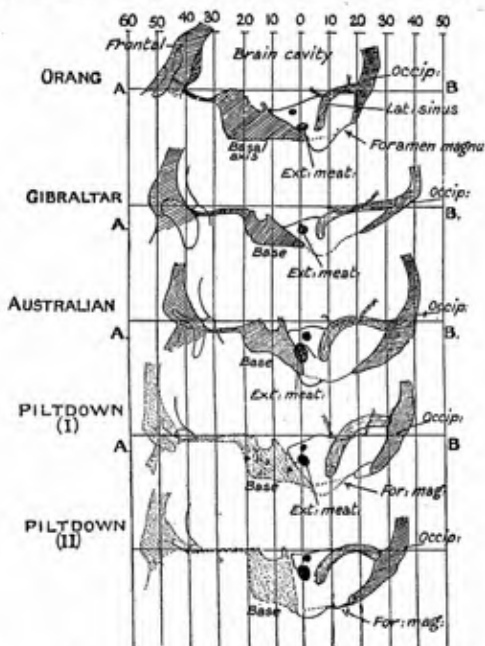 60 50 40 30 20 10 0 10 20 30 40 50
Frontal
Brain cavity
Occip:
ORANG
A
B
Lat: sinus
Basal axis
Foramen magnu
Ext: meat:
GIBRALTAR
Occip:
A.
B.
Base
Ext: meat:
AUSTRALIAN
Occip:
A.
B.
Base
Ext: meat:
PILTDOWN
(I)
Occip:
A
B
Base
For: mag:
Ext: meat:
PILTDOWN
(II)
Occip:
Base
For: mag: